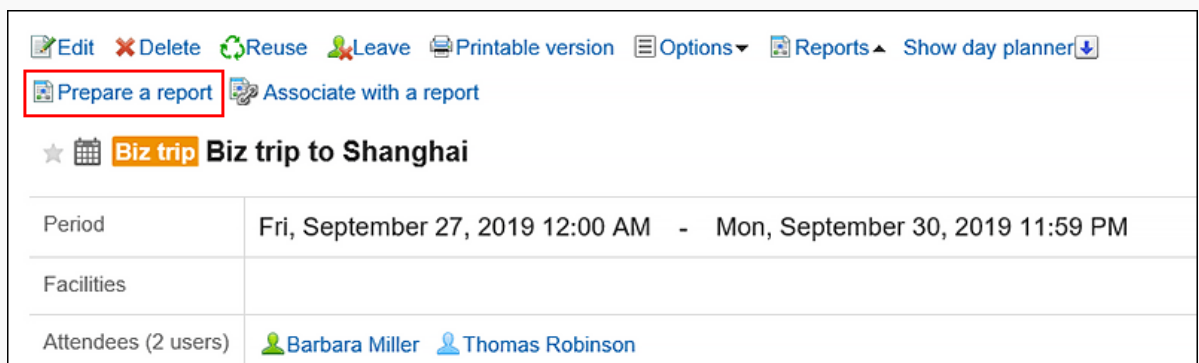 Edit Delete Reuse Leave Printable version Options Reports Show day planner
Prepare a report Associate with a report
Biz trip Biz trip to Shanghai
Period Fri, September 27, 2019 12:00 AM - Mon, September 30, 2019 11:59 PM
Facilities
Attendees (2 users) Barbara Miller Thomas Robinson